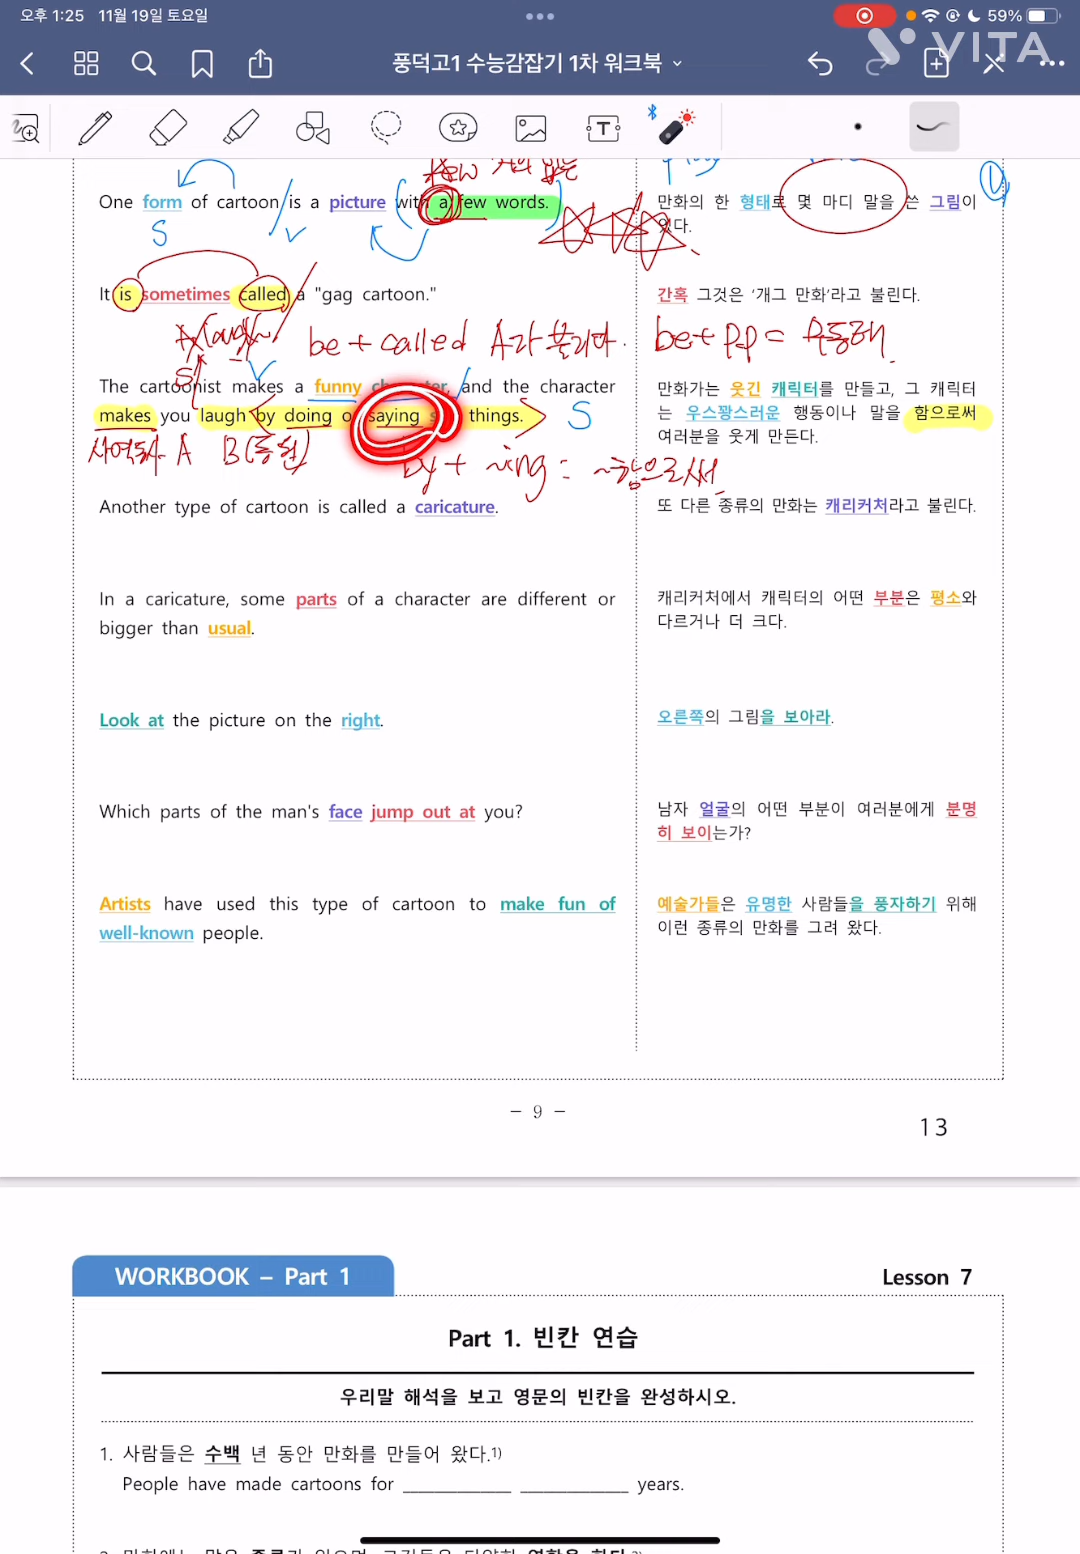 오후 1:25 11월 19일 토요일
59%
풍덕고1 수능감잡기 1차 워크북
VITA
One form of cartoon is a picture with a few words.
만화의 한 형태로 몇 마디 말을 쓴 그림이
있다.
S
V
It is sometimes called a "gag cartoon."
간혹 그것은 '개그 만화'라고 불린다.
be + called A라 불리다.
be + p.p = 수동태
The cartoonist makes a funny character, and the character
makes you laugh by doing or saying things.
만화가는 웃긴 캐릭터를 만들고, 그 캐릭터
는 우스꽝스러운 행동이나 말을 함으로써
여러분을 웃게 만든다.
S
V
S
사역동사 A B(동원)
by + ~ing = ~함으로써
Another type of cartoon is called a caricature.
또 다른 종류의 만화는 캐리커처라고 불린다.
In a caricature, some parts of a character are different or
bigger than usual.
캐리커처에서 캐릭터의 어떤 부분은 평소와
다르거나 더 크다.
Look at the picture on the right.
오른쪽의 그림을 보아라.
Which parts of the man's face jump out at you?
남자 얼굴의 어떤 부분이 여러분에게 분명
히 보이는가?
Artists have used this type of cartoon to make fun of
well-known people.
예술가들은 유명한 사람들을 풍자하기 위해
이런 종류의 만화를 그려 왔다.
- 9 -
13
WORKBOOK – Part 1
Lesson 7
Part 1. 빈칸 연습
우리말 해석을 보고 영문의 빈칸을 완성하시오.
1. 사람들은 수백 년 동안 만화를 만들어 왔다.1)
People have made cartoons for ____________ ____________ years.